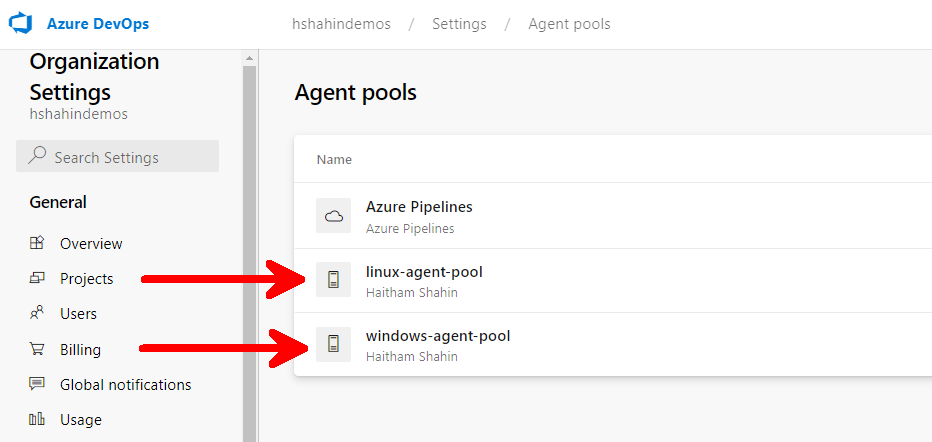 Azure DevOps
hshahindemos / Settings / Agent pools
Organization
Settings
hshahindemos
Search Settings
General
Overview
Projects
Users
Billing
Global notifications
Usage
Agent pools
Name
Azure Pipelines
Azure Pipelines
linux-agent-pool
Haitham Shahin
windows-agent-pool
Haitham Shahin